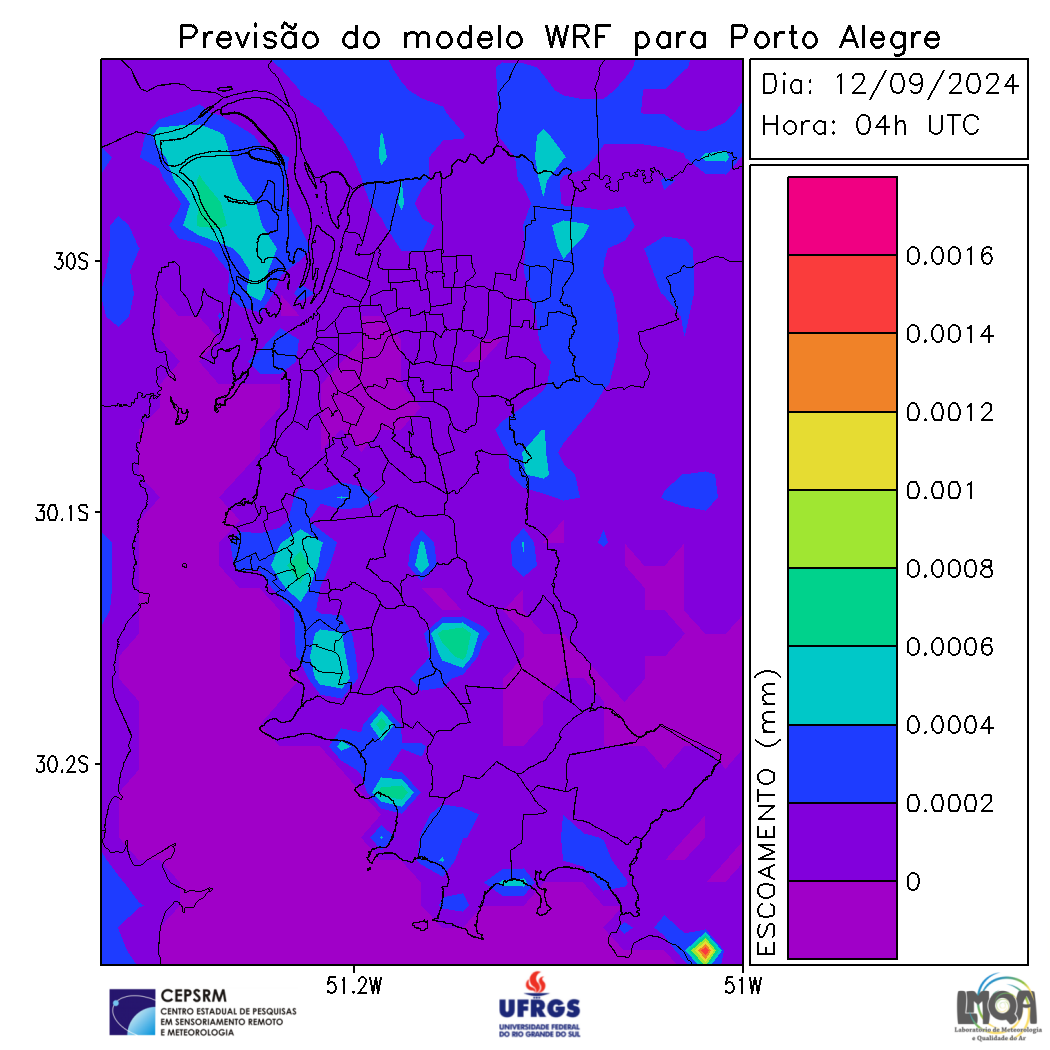 Previsão do modelo WRF para Porto Alegre
Dia: 12/09/2024
Hora: 04h UTC
30S
30.1S
30.2S
51.2W
51W
0.0016
0.0014
0.0012
0.001
0.0008
0.0006
0.0004
0.0002
0
ESCOAMENTO (mm)
CEPSRM
CENTRO ESTADUAL DE PESQUISAS
EM SENSORIAMENTO REMOTO
E METEOROLOGIA
UFRGS
UNIVERSIDADE FEDERAL
DO RIO GRANDE DO SUL
LMQA
Laboratório de Meteorologia
e Qualidade do Ar